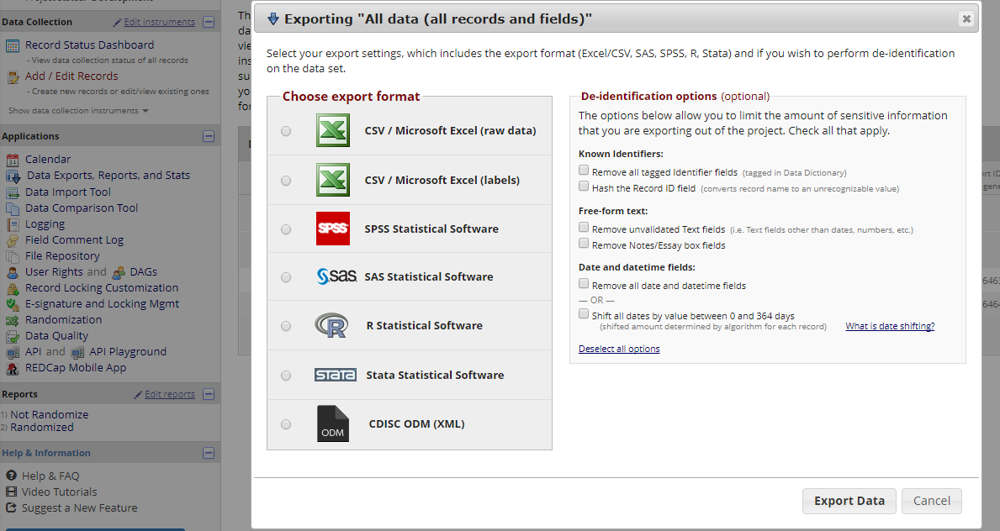 Data Collection
Edit instruments
Record Status Dashboard
- View data collection status of all records
Add / Edit Records
- Create new records or edit/view existing ones
Show data collection instruments
Applications
Calendar
Data Exports, Reports, and Stats
Data Import Tool
Data Comparison Tool
Logging
Field Comment Log
File Repository
User Rights and DAGs
Record Locking Customization
E-signature and Locking Mgmt
Randomization
Data Quality
API and API Playground
REDCap Mobile App
Reports
Edit reports
1) Not Randomize
2) Randomized
Help & Information
Help & FAQ
Video Tutorials
Suggest a New Feature
Exporting "All data (all records and fields)"
Select your export settings, which includes the export format (Excel/CSV, SAS, SPSS, R, Stata) and if you wish to perform de-identification
on the data set.
Choose export format
CSV / Microsoft Excel (raw data)
CSV / Microsoft Excel (labels)
SPSS SPSS Statistical Software
sas SAS Statistical Software
R R Statistical Software
STATA Stata Statistical Software
ODM CDISC ODM (XML)
De-identification options (optional)
The options below allow you to limit the amount of sensitive information
that you are exporting out of the project. Check all that apply.
Known Identifiers:
Remove all tagged Identifier fields (tagged in Data Dictionary)
Hash the Record ID field (converts record name to an unrecognizable value)
Free-form text:
Remove unvalidated Text fields (i.e. Text fields other than dates, numbers, etc.)
Remove Notes/Essay box fields
Date and datetime fields:
Remove all date and datetime fields
— OR —
Shift all dates by value between 0 and 364 days
(shifted amount determined by algorithm for each record) What is date shifting?
Deselect all options
Export Data
Cancel